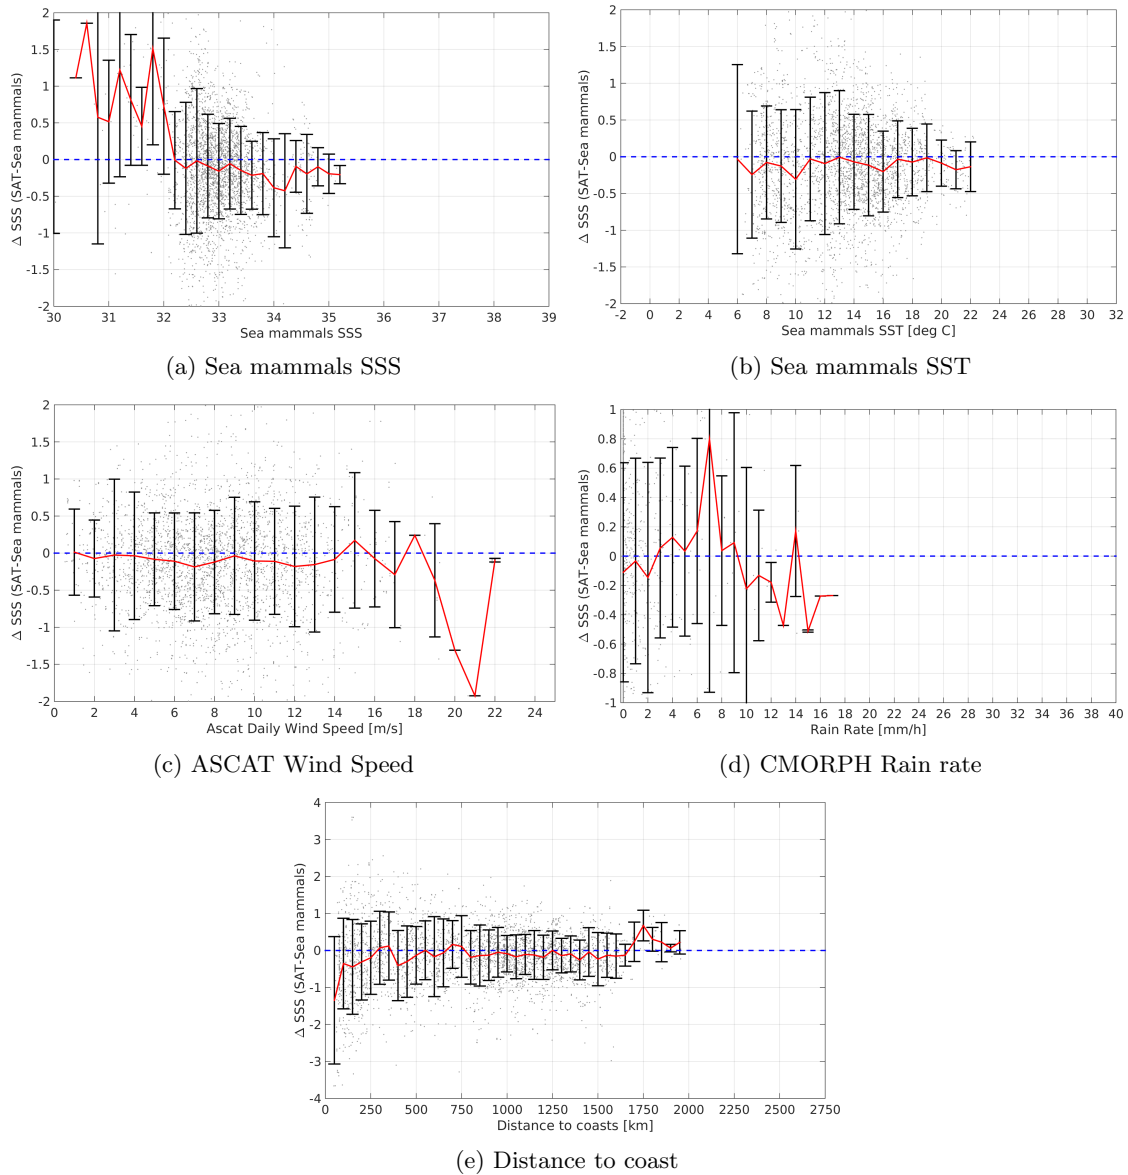 2
1.5
1
0.5
0
-0.5
-1
-1.5
-2
Δ SSS (SAT-Sea mammals)
30 31 32 33 34 35 36 37 38 39
Sea mammals SSS
(a) Sea mammals SSS
2
1.5
1
0.5
0
-0.5
-1
-1.5
-2
Δ SSS (SAT-Sea mammals)
-2 0 2 4 6 8 10 12 14 16 18 20 22 24 26 28 30 32
Sea mammals SST [deg C]
(b) Sea mammals SST
2
1.5
1
0.5
0
-0.5
-1
-1.5
-2
Δ SSS (SAT-Sea mammals)
0 2 4 6 8 10 12 14 16 18 20 22 24
Ascat Daily Wind Speed [m/s]
(c) ASCAT Wind Speed
1
0.8
0.6
0.4
0.2
0
-0.2
-0.4
-0.6
-0.8
-1
Δ SSS (SAT-Sea mammals)
0 2 4 6 8 10 12 14 16 18 20 22 24 26 28 30 32 34 36 38 40
Rain Rate [mm/h]
(d) CMORPH Rain rate
4
3
2
1
0
-1
-2
-3
-4
Δ SSS (SAT-Sea mammals)
0 250 500 750 1000 1250 1500 1750 2000 2250 2500 2750
Distance to coasts [km]
(e) Distance to coast